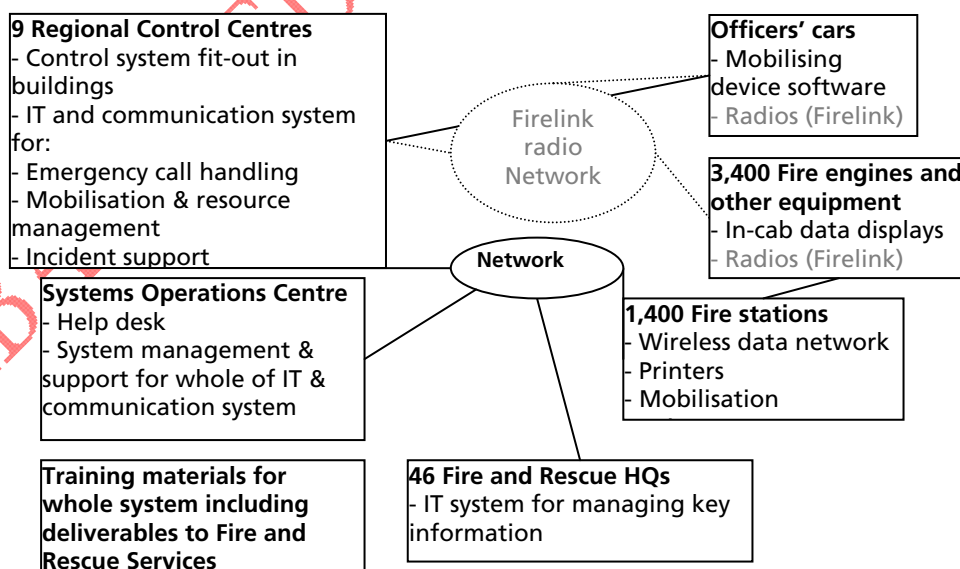 9 Regional Control Centres
- Control system fit-out in
buildings
- IT and communication system
for:
- Emergency call handling
- Mobilisation & resource
management
- Incident support
Firelink
radio
Network
Officers’ cars
- Mobilising
device software
- Radios (Firelink)
3,400 Fire engines and
other equipment
- In-cab data displays
- Radios (Firelink)
Network
Systems Operations Centre
- Help desk
- System management &
support for whole of IT &
communication system
1,400 Fire stations
- Wireless data network
- Printers
- Mobilisation
Training materials for
whole system including
deliverables to Fire and
Rescue Services
46 Fire and Rescue HQs
- IT system for managing key
information